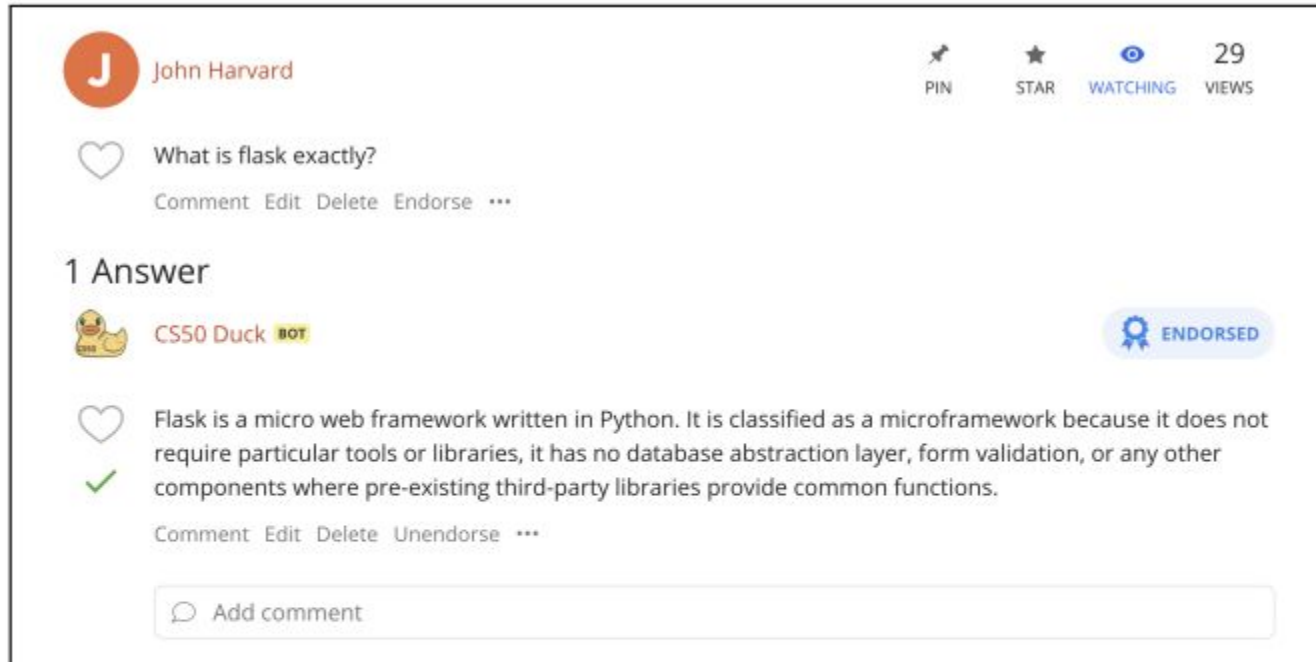 J
John Harvard
PIN
STAR
WATCHING
29
VIEWS
What is flask exactly?
Comment Edit Delete Endorse •••
1 Answer
CS50
CS50 Duck BOT
ENDORSED
Flask is a micro web framework written in Python. It is classified as a microframework because it does not
require particular tools or libraries, it has no database abstraction layer, form validation, or any other
components where pre-existing third-party libraries provide common functions.
Comment Edit Delete Unendorse •••
Add comment